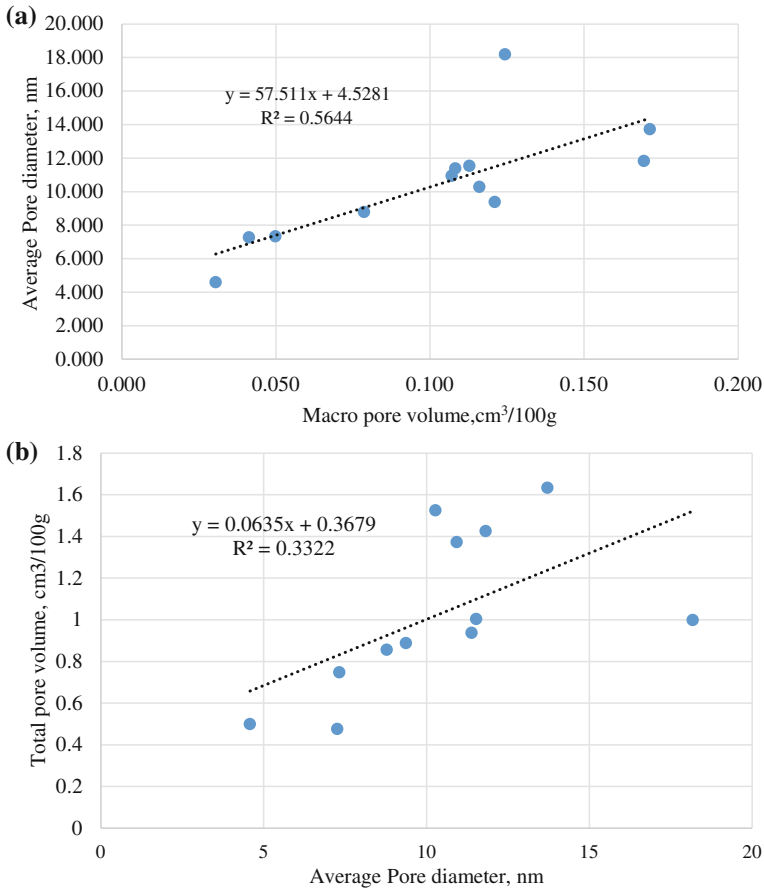 (a)
20.000
18.000
16.000
14.000
12.000
10.000
8.000
6.000
4.000
2.000
0.000
Average Pore diameter, nm
y = 57.511x + 4.5281
R² = 0.5644
0.000 0.050 0.100 0.150 0.200
Macro pore volume,cm³/100g
(b)
1.8
1.6
1.4
1.2
1
0.8
0.6
0.4
0.2
0
Total pore volume, cm3/100g
y = 0.0635x + 0.3679
R² = 0.3322
0 5 10 15 20
Average Pore diameter, nm